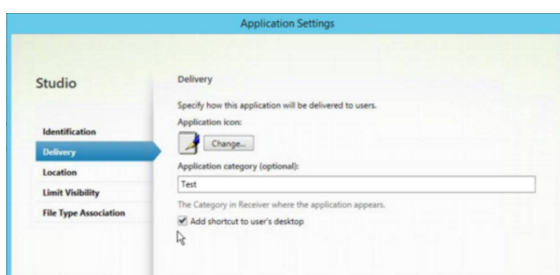 Application Settings
Studio
Identification
Delivery
Location
Limit Visibility
File Type Association
Delivery
Specify how this application will be delivered to users.
Application icon:
Change...
Application category (optional):
Test
The Category in Receiver where the application appears.
Add shortcut to user's desktop